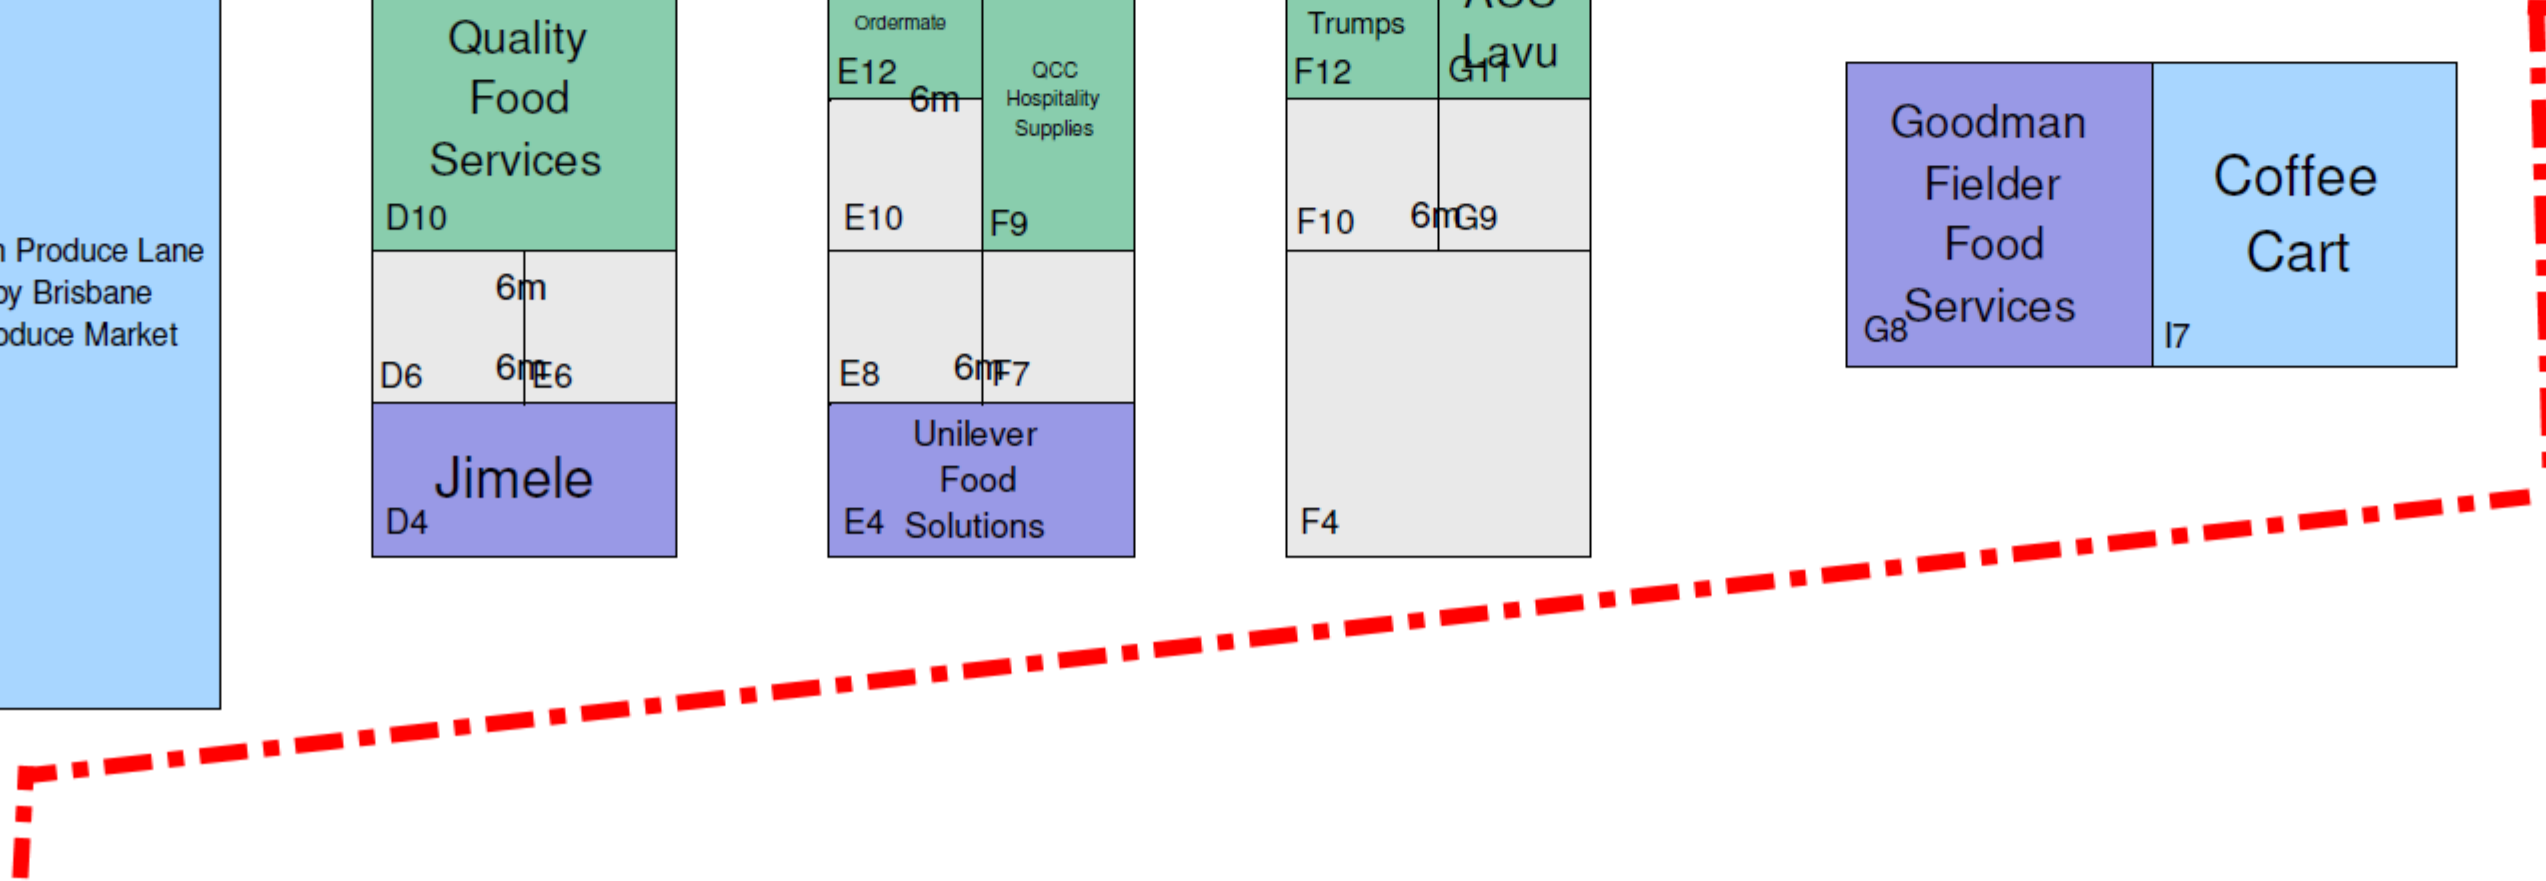 Produce Lane
by Brisbane
Market
Quality
Food
Services
D10
6m
6m
D6
E6
Jimele
D4
Ordermate
E12
6m
QCC
Hospitality
Supplies
E10
F9
E8
6m
F7
Unilever
Food
Solutions
E4
Trumps
F12
Lavu
G11
F10
6m
G9
F4
Goodman
Fielder
Food
Services
G8
Coffee
Cart
I7